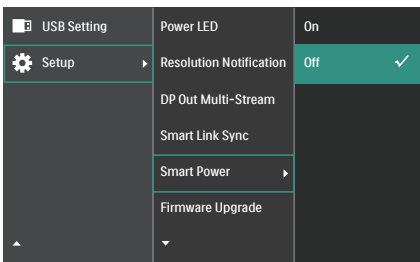 USB Setting
Setup
Power LED
Resolution Notification
DP Out Multi-Stream
Smart Link Sync
Smart Power
Firmware Upgrade
On
Off